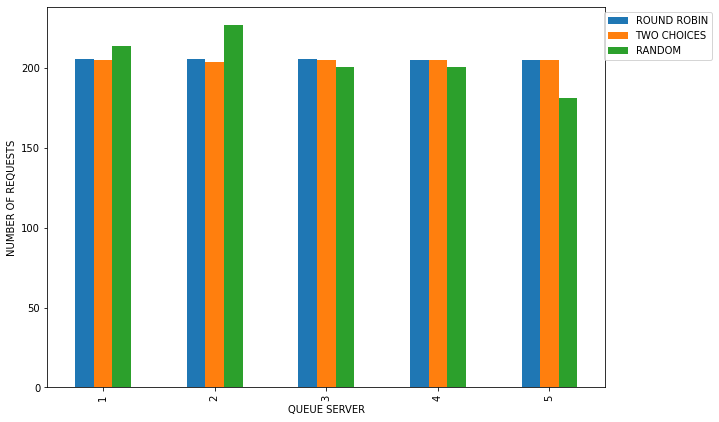 ROUND ROBIN
TWO CHOICES
RANDOM
NUMBER OF REQUESTS
200
150
100
50
0
1
2
3
4
5
QUEUE SERVER